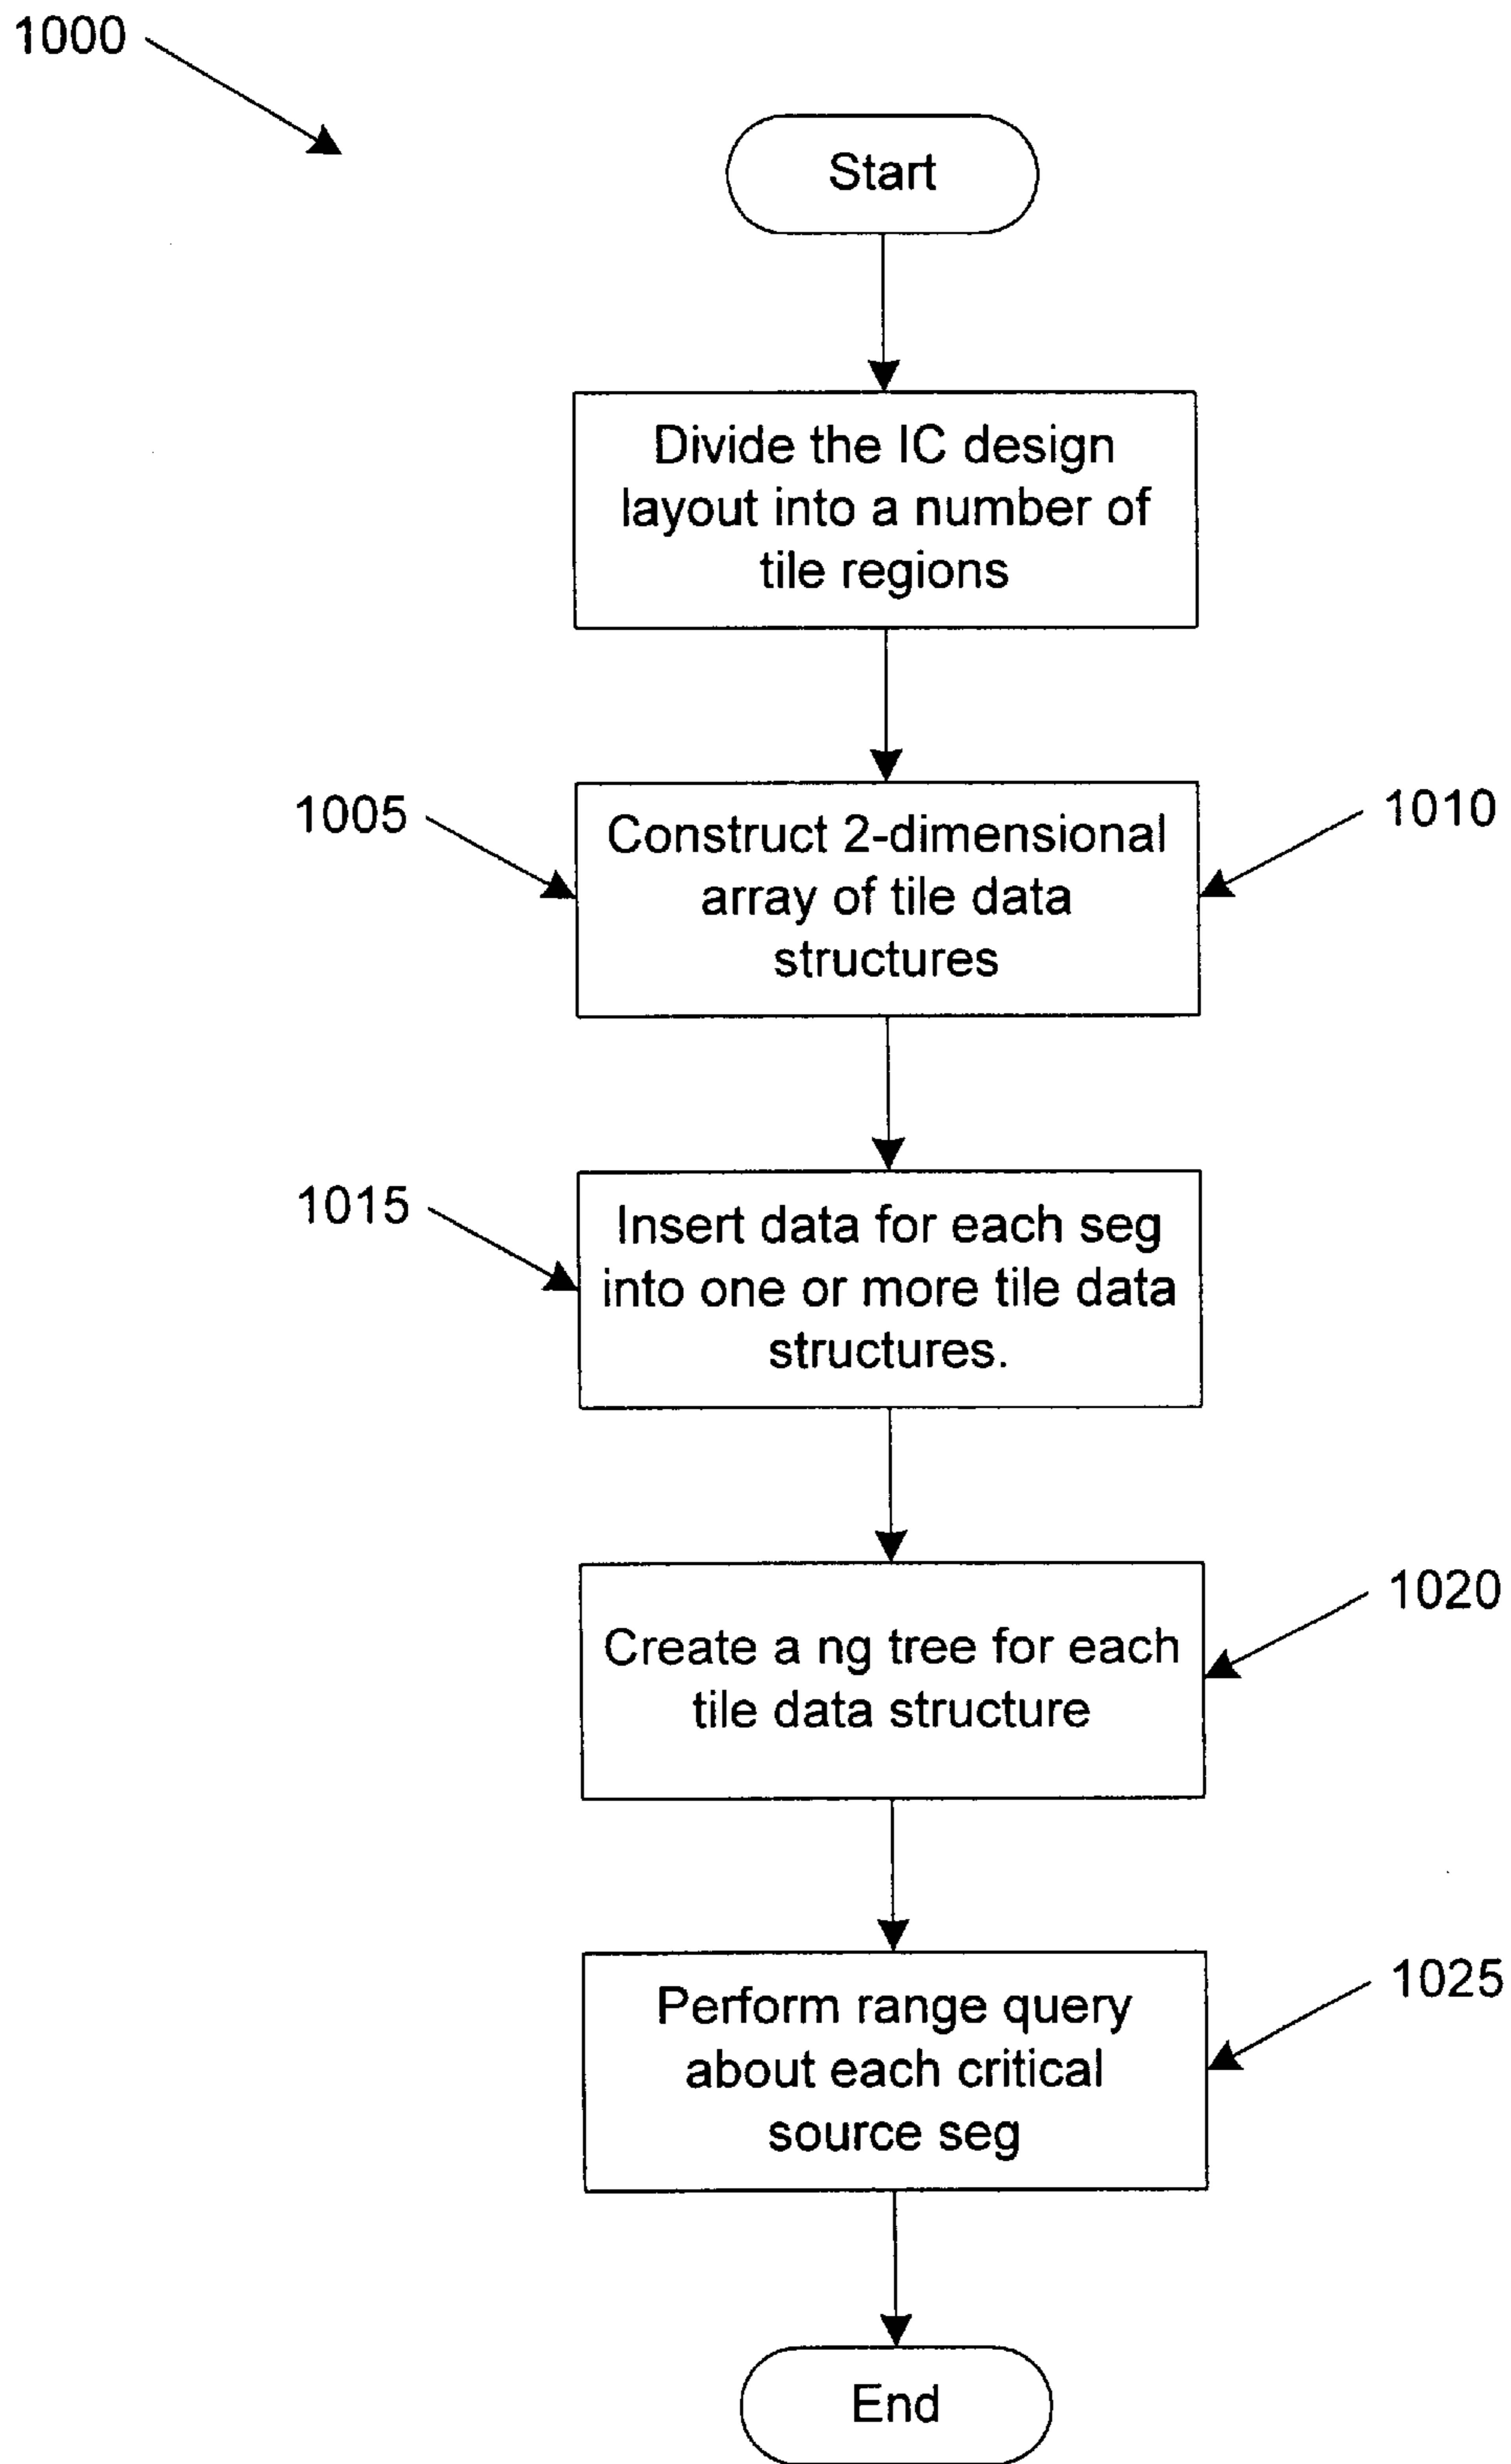 1000
Start
Divide the IC design
layout into a number of
tile regions
1005
1010
Construct 2-dimensional
array of tile data
structures
1015
Insert data for each seg
into one or more tile data
structures.
1020
Create a ng tree for each
tile data structure
1025
Perform range query
about each critical
source seg
End